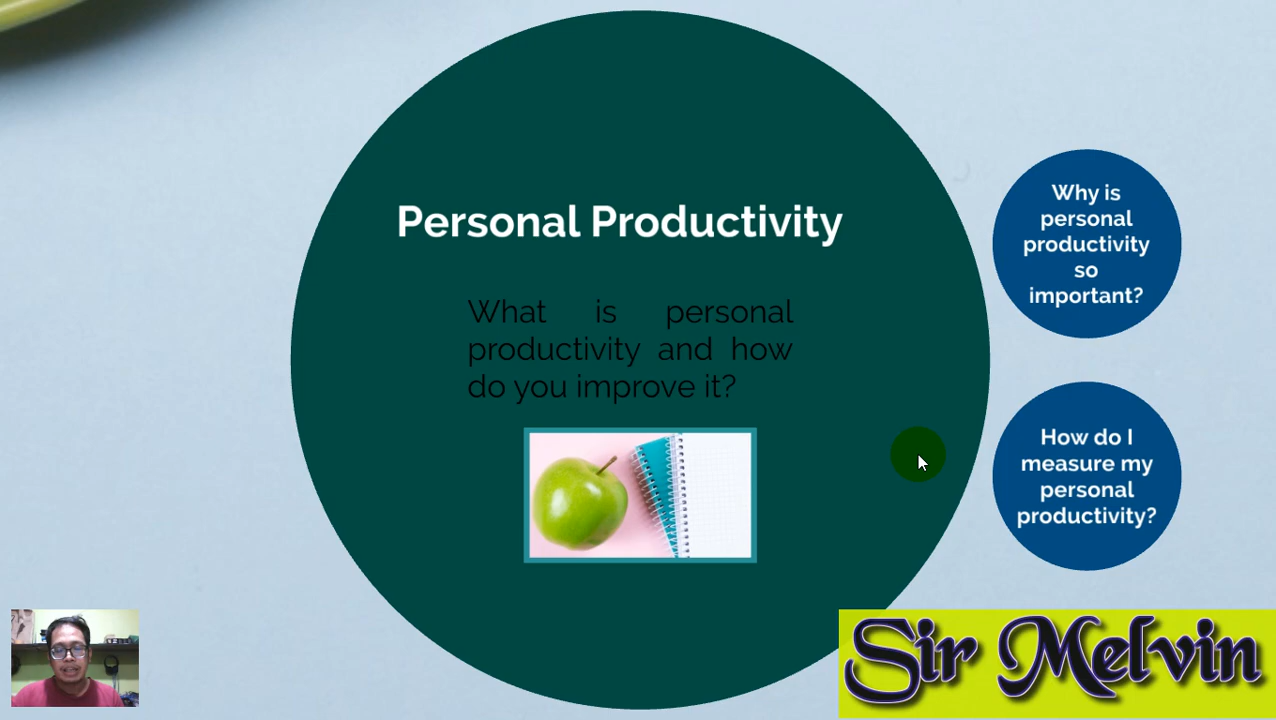 Personal Productivity
What is personal
productivity and how
do you improve it?
Why is
personal
productivity
so
important?
How do I
measure my
personal
productivity?
Sir Melvin